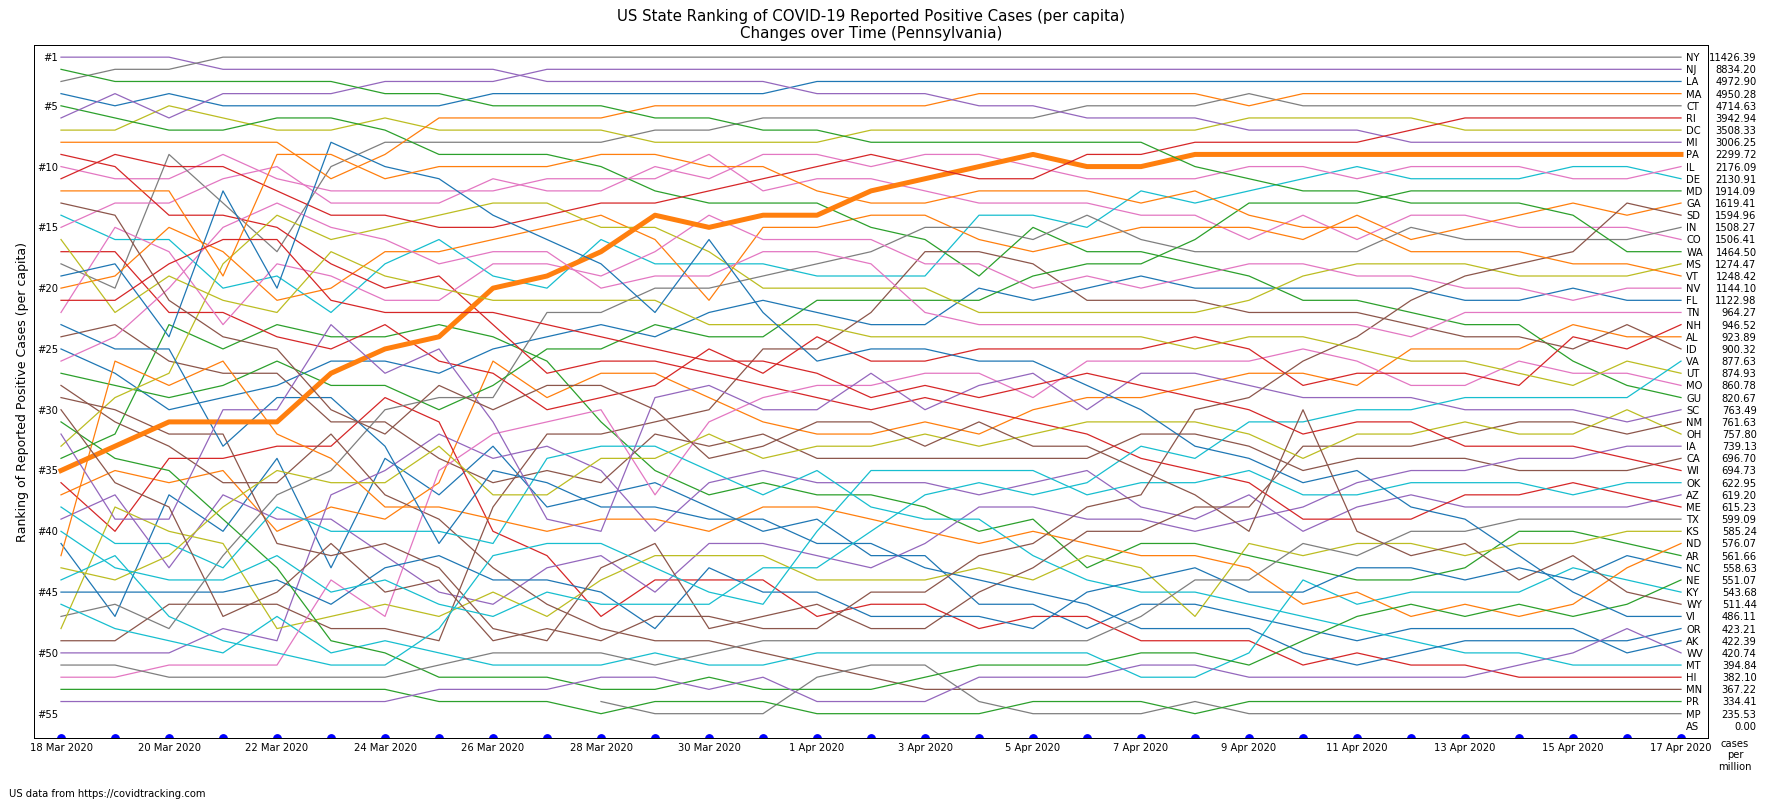 US State Ranking of COVID-19 Reported Positive Cases (per capita)
Changes over Time (Pennsylvania)
Ranking of Reported Positive Cases (per capita)
#1
#5
#10
#15
#20
#25
#30
#35
#40
#45
#50
#55
NY 11426.39
NJ 8834.20
LA 4972.90
MA 4950.28
CT 4714.63
RI 3942.94
DC 3508.33
MI 3006.25
PA 2299.72
IL 2176.09
DE 2130.91
MD 1914.09
GA 1619.41
SD 1594.96
IN 1508.27
CO 1506.41
WA 1464.50
MS 1274.47
VT 1248.42
NV 1144.10
FL 1122.98
TN 964.27
NH 946.52
AL 923.89
ID 900.32
VA 877.63
UT 874.93
MO 860.78
GU 820.67
SC 763.49
NM 761.63
OH 757.80
IA 739.13
CA 696.70
WI 694.73
OK 622.95
AZ 619.20
ME 615.23
TX 599.09
KS 585.24
ND 576.07
AR 561.66
NC 558.63
NE 551.07
KY 543.68
WY 511.44
VI 486.11
OR 423.21
AK 422.39
WV 420.74
MT 394.84
HI 382.10
MN 367.22
PR 334.41
MP 235.53
AS 0.00
18 Mar 2020 20 Mar 2020 22 Mar 2020 24 Mar 2020 26 Mar 2020 28 Mar 2020 30 Mar 2020 1 Apr 2020 3 Apr 2020 5 Apr 2020 7 Apr 2020 9 Apr 2020 11 Apr 2020 13 Apr 2020 15 Apr 2020 17 Apr 2020
cases
per
million
US data from https://covidtracking.com